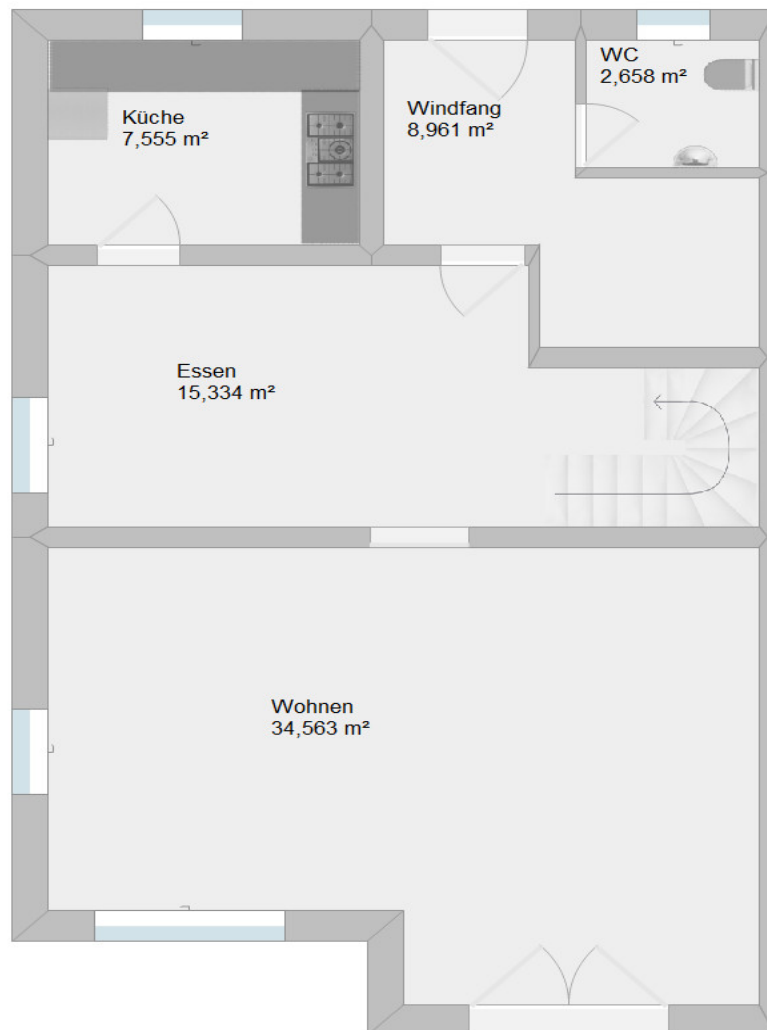 Küche
7,555 m²
Windfang
8,961 m²
WC
2,658 m²
Essen
15,334 m²
Wohnen
34,563 m²